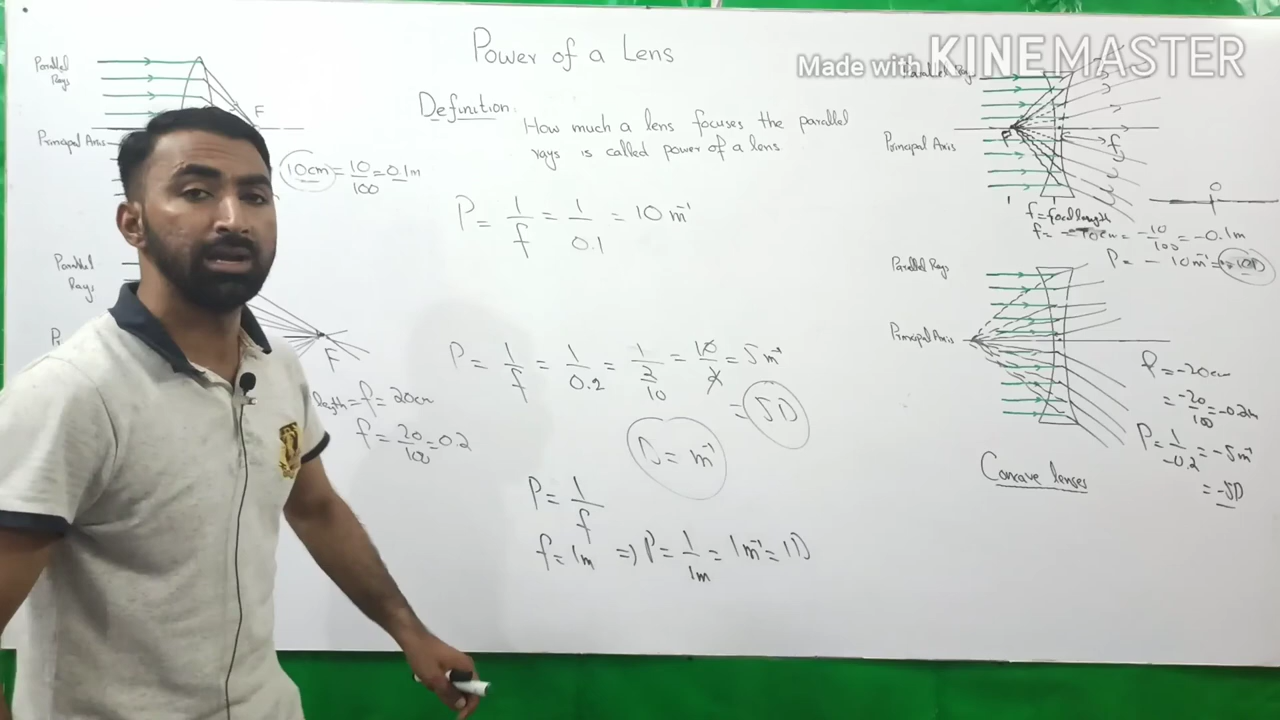 Power of a Lens
Made with KINEMASTER
Parallel
Rays
F
Principal Axis
10cm = 10/100 = 0.1m
Definition:
How much a lens focuses the parallel
rays is called power of a lens
P = 1/f = 1/0.1 = 10 m⁻¹
Parallel
Rays
F
length = f = 20cm
f = 20/100 = 0.2
P = 1/f = 1/0.2 = 1/(2/10) = 10/2 = 5 m⁻¹
= 5D
D = m⁻¹
P = 1/f
f = 1m ⇒ P = 1/1m = 1m⁻¹ = 1D
Principal Axis
F
f
O
f = focal length
f = -10cm = -10/100 = -0.1m
P = -10m⁻¹ = -10D
Parallel Rays
Principal Axis
f = -20cm
= -20/100 = -0.2m
P = 1/-0.2 = -5m⁻¹
= -5D
Concave lenses